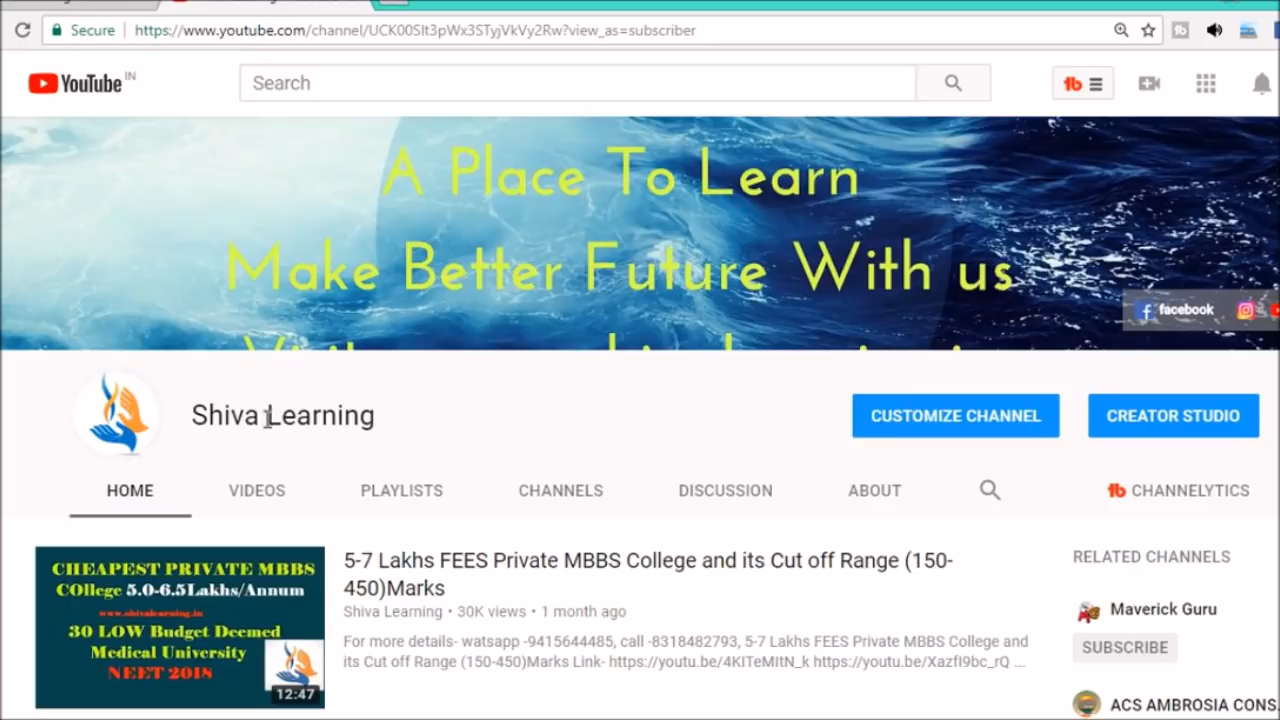 Secure
https://www.youtube.com/channel/UCK00Slt3pWx3STyjVkVy2Rw?view_as=subscriber
YouTube IN
Search
A Place To Learn
Make Better Future With us
facebook
Shiva Learning
CUSTOMIZE CHANNEL
CREATOR STUDIO
HOME
VIDEOS
PLAYLISTS
CHANNELS
DISCUSSION
ABOUT
CHANNELYTICS
CHEAPEST PRIVATE MBBS
COllege 5.0-6.5Lakhs/Annum
www.shivalearning.in
30 LOW Budget Deemed
Medical University
NEET 2018
12:47
5-7 Lakhs FEES Private MBBS College and its Cut off Range (150-
450)Marks
Shiva Learning • 30K views • 1 month ago
For more details- watsapp -9415644485, call -8318482793, 5-7 Lakhs FEES Private MBBS College and
its Cut off Range (150-450)Marks Link- https://youtu.be/4KITeMItN_k https://youtu.be/XazfI9bc_rQ ...
RELATED CHANNELS
Maverick Guru
SUBSCRIBE
ACS AMBROSIA CONS